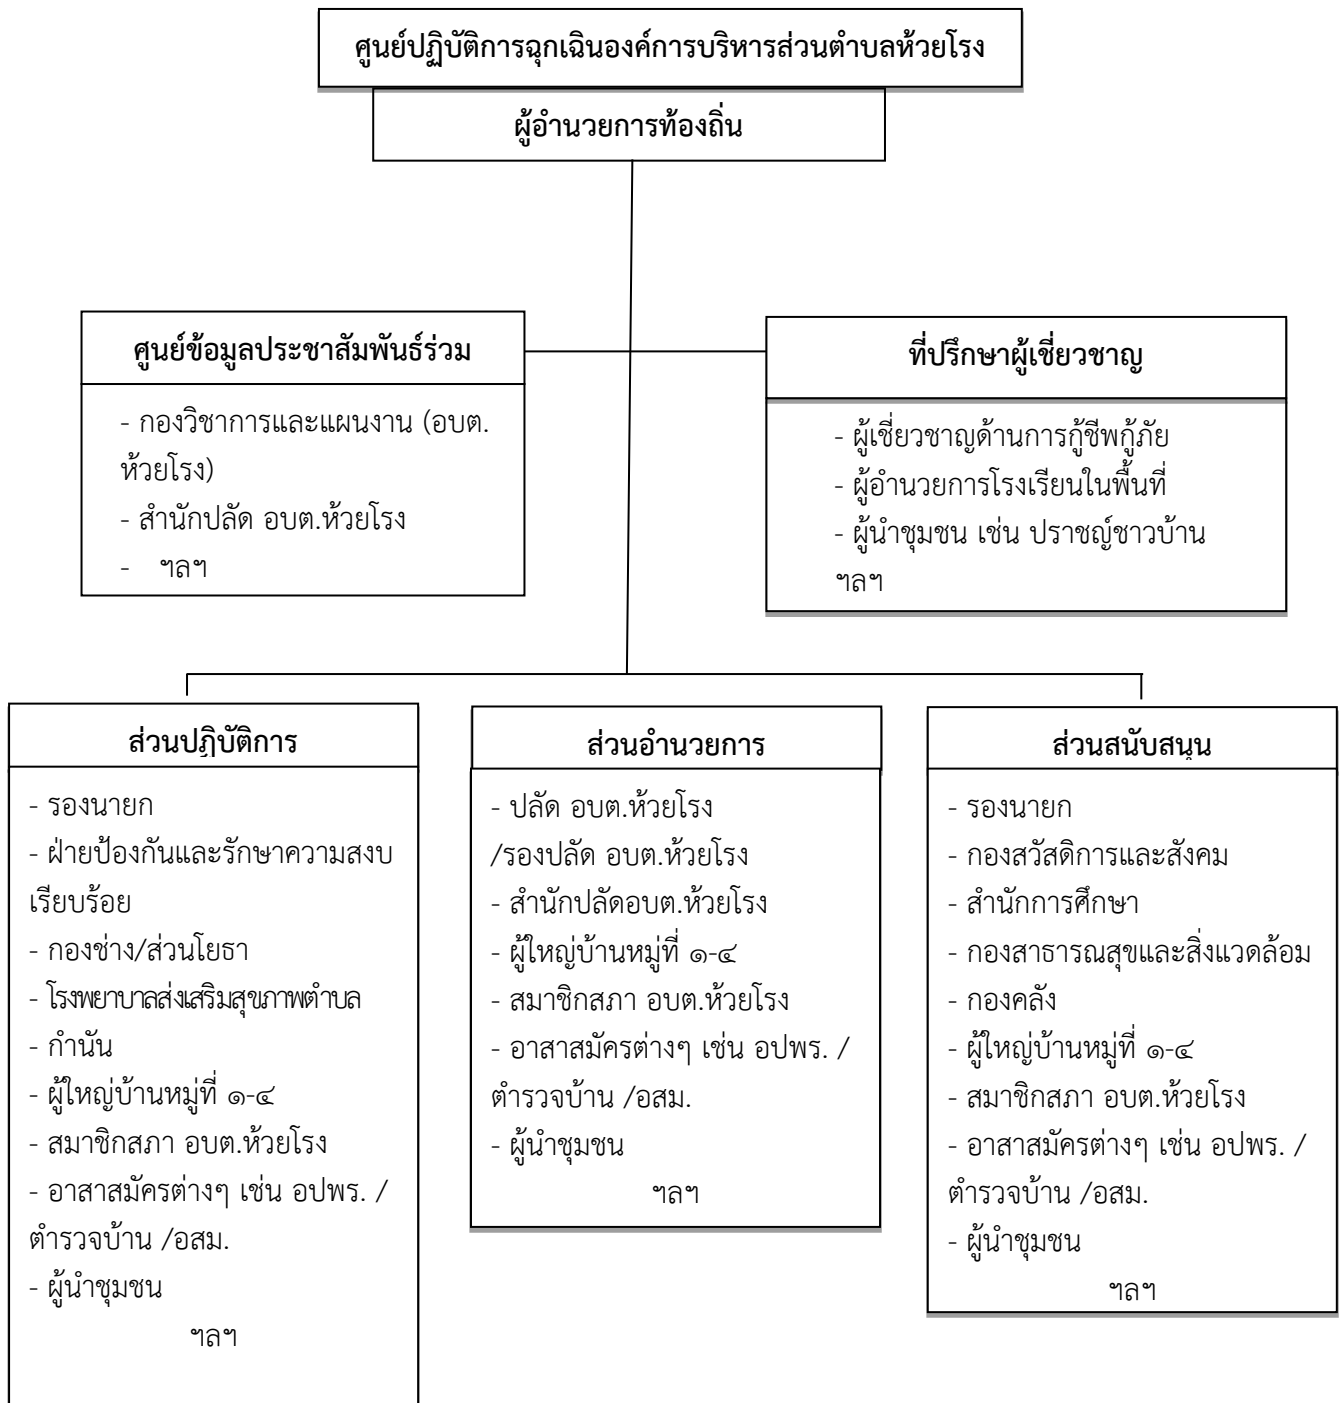 ศูนย์ปฏิบัติการฉุกเฉินองค์การบริหารส่วนตำบลห้วยโรง
ผู้อำนวยการท้องถิ่น
ศูนย์ข้อมูลประชาสัมพันธ์ร่วม
- กองวิชาการและแผนงาน (อบต.
ห้วยโรง)
- สำนักปลัด อบต.ห้วยโรง
- ฯลฯ
ที่ปรึกษาผู้เชี่ยวชาญ
- ผู้เชี่ยวชาญด้านการกู้ชีพกู้ภัย
- ผู้อำนวยการโรงเรียนในพื้นที่
- ผู้นำชุมชน เช่น ปราชญ์ชาวบ้าน
ฯลฯ
ส่วนปฏิบัติการ
- รองนายก
- ฝ่ายป้องกันและรักษาความสงบ
เรียบร้อย
- กองช่าง/ส่วนโยธา
- โรงพยาบาลส่งเสริมสุขภาพตำบล
- กำนัน
- ผู้ใหญ่บ้านหมู่ที่ ๑-๔
- สมาชิกสภา อบต.ห้วยโรง
- อาสาสมัครต่างๆ เช่น อปพร. /
ตำรวจบ้าน /อสม.
- ผู้นำชุมชน
ฯลฯ
ส่วนอำนวยการ
- ปลัด อบต.ห้วยโรง
/รองปลัด อบต.ห้วยโรง
- สำนักปลัดอบต.ห้วยโรง
- ผู้ใหญ่บ้านหมู่ที่ ๑-๔
- สมาชิกสภา อบต.ห้วยโรง
- อาสาสมัครต่างๆ เช่น อปพร. /
ตำรวจบ้าน /อสม.
- ผู้นำชุมชน
ฯลฯ
ส่วนสนับสนุน
- รองนายก
- กองสวัสดิการและสังคม
- สำนักการศึกษา
- กองสาธารณสุขและสิ่งแวดล้อม
- กองคลัง
- ผู้ใหญ่บ้านหมู่ที่ ๑-๔
- สมาชิกสภา อบต.ห้วยโรง
- อาสาสมัครต่างๆ เช่น อปพร. /
ตำรวจบ้าน /อสม.
- ผู้นำชุมชน
ฯลฯ